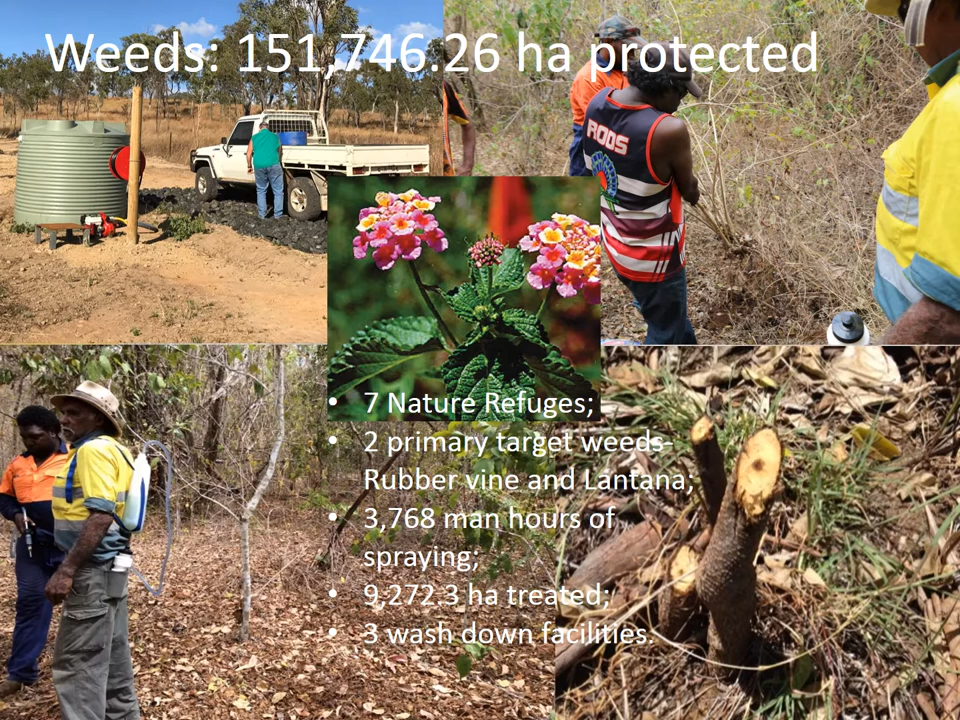 Weeds: 151,746.26 ha protected
RODS
• 7 Nature Refuges;
• 2 primary target weeds-
Rubber vine and Lantana;
• 3,768 man hours of
spraying;
• 9,272.3 ha treated;
• 3 wash down facilities.